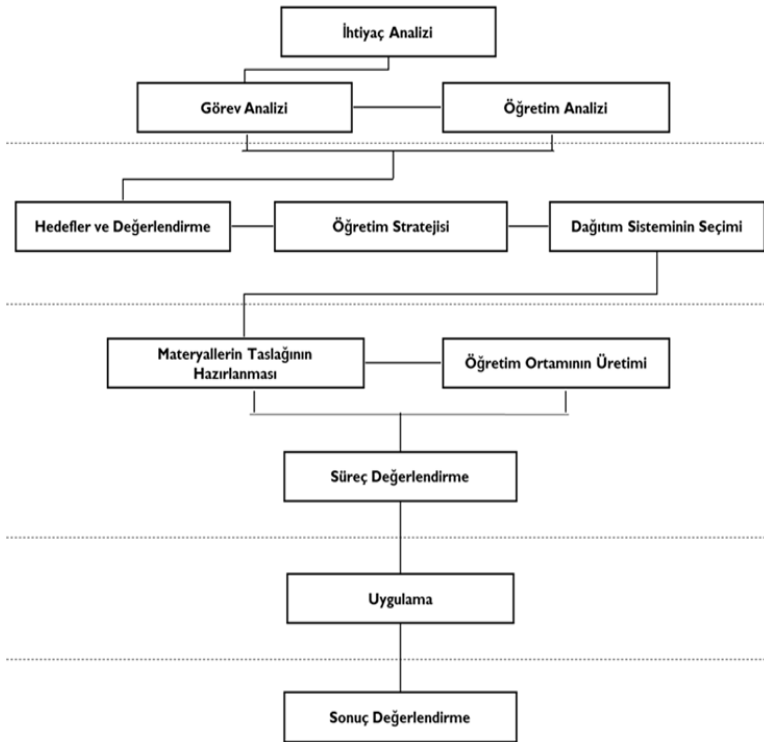 İhtiyaç Analizi
Görev Analizi
Öğretim Analizi
Hedefler ve Değerlendirme
Öğretim Stratejisi
Dağıtım Sisteminin Seçimi
Materyallerin Taslağının
Hazırlanması
Öğretim Ortamının Üretimi
Süreç Değerlendirme
Uygulama
Sonuç Değerlendirme